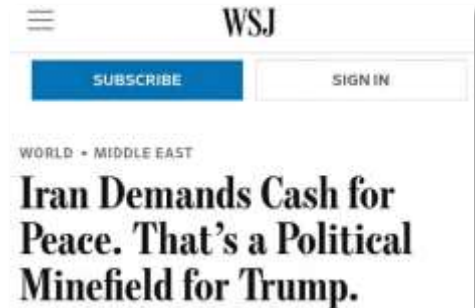 WSJ
SUBSCRIBE
SIGN IN
WORLD • MIDDLE EAST
Iran Demands Cash for
Peace. That’s a Political
Minefield for Trump.